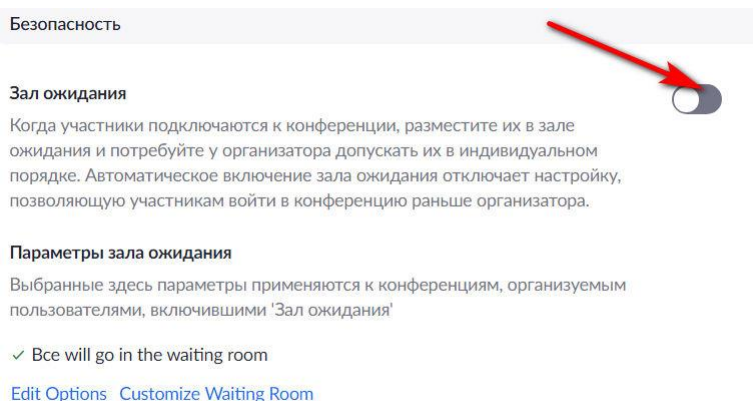 Безопасность
Зал ожидания
Когда участники подключаются к конференции, разместите их в зале
ожидания и потребуйте у организатора допускать их в индивидуальном
порядке. Автоматическое включение зала ожидания отключает настройку,
позволяющую участникам войти в конференцию раньше организатора.
Параметры зала ожидания
Выбранные здесь параметры применяются к конференциям, организуемым
пользователями, включившими 'Зал ожидания'
✓ Все will go in the waiting room
Edit Options Customize Waiting Room